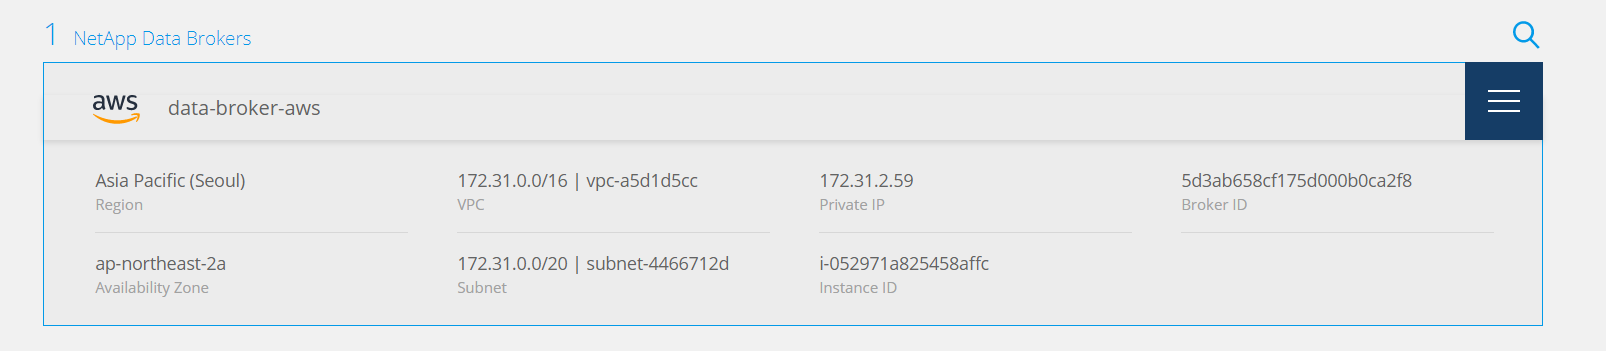 1 NetApp Data Brokers
aws data-broker-aws
Asia Pacific (Seoul)
Region
172.31.0.0/16 | vpc-a5d1d5cc
VPC
172.31.2.59
Private IP
5d3ab658cf175d000b0ca2f8
Broker ID
ap-northeast-2a
Availability Zone
172.31.0.0/20 | subnet-4466712d
Subnet
i-052971a825458affc
Instance ID